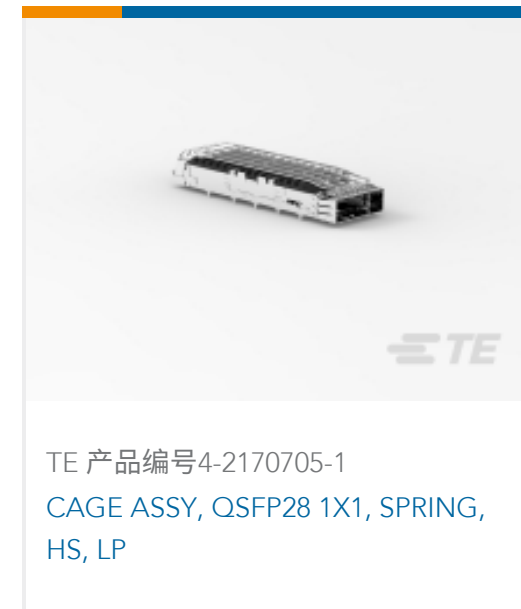 TE
TE 产品编号4-2170705-1
CAGE ASSY, QSFP28 1X1, SPRING,
HS, LP